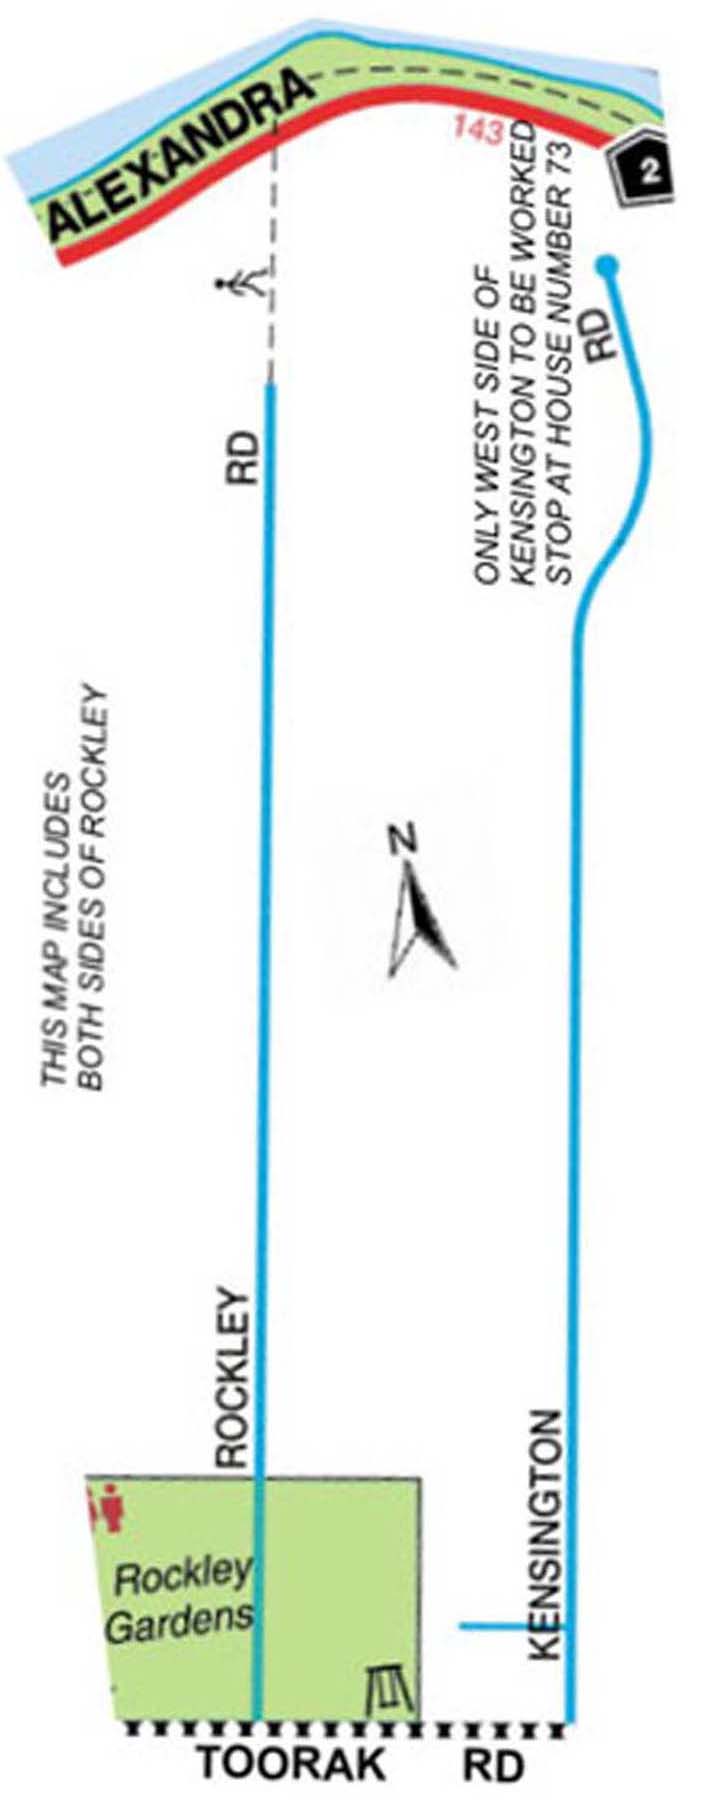 ALEXANDRA
143
2
ONLY WEST SIDE OF
KENSINGTON TO BE WORKED
STOP AT HOUSE NUMBER 73
RD
RD
THIS MAP INCLUDES
BOTH SIDES OF ROCKLEY
N
ROCKLEY
KENSINGTON
Rockley
Gardens
TOORAK RD